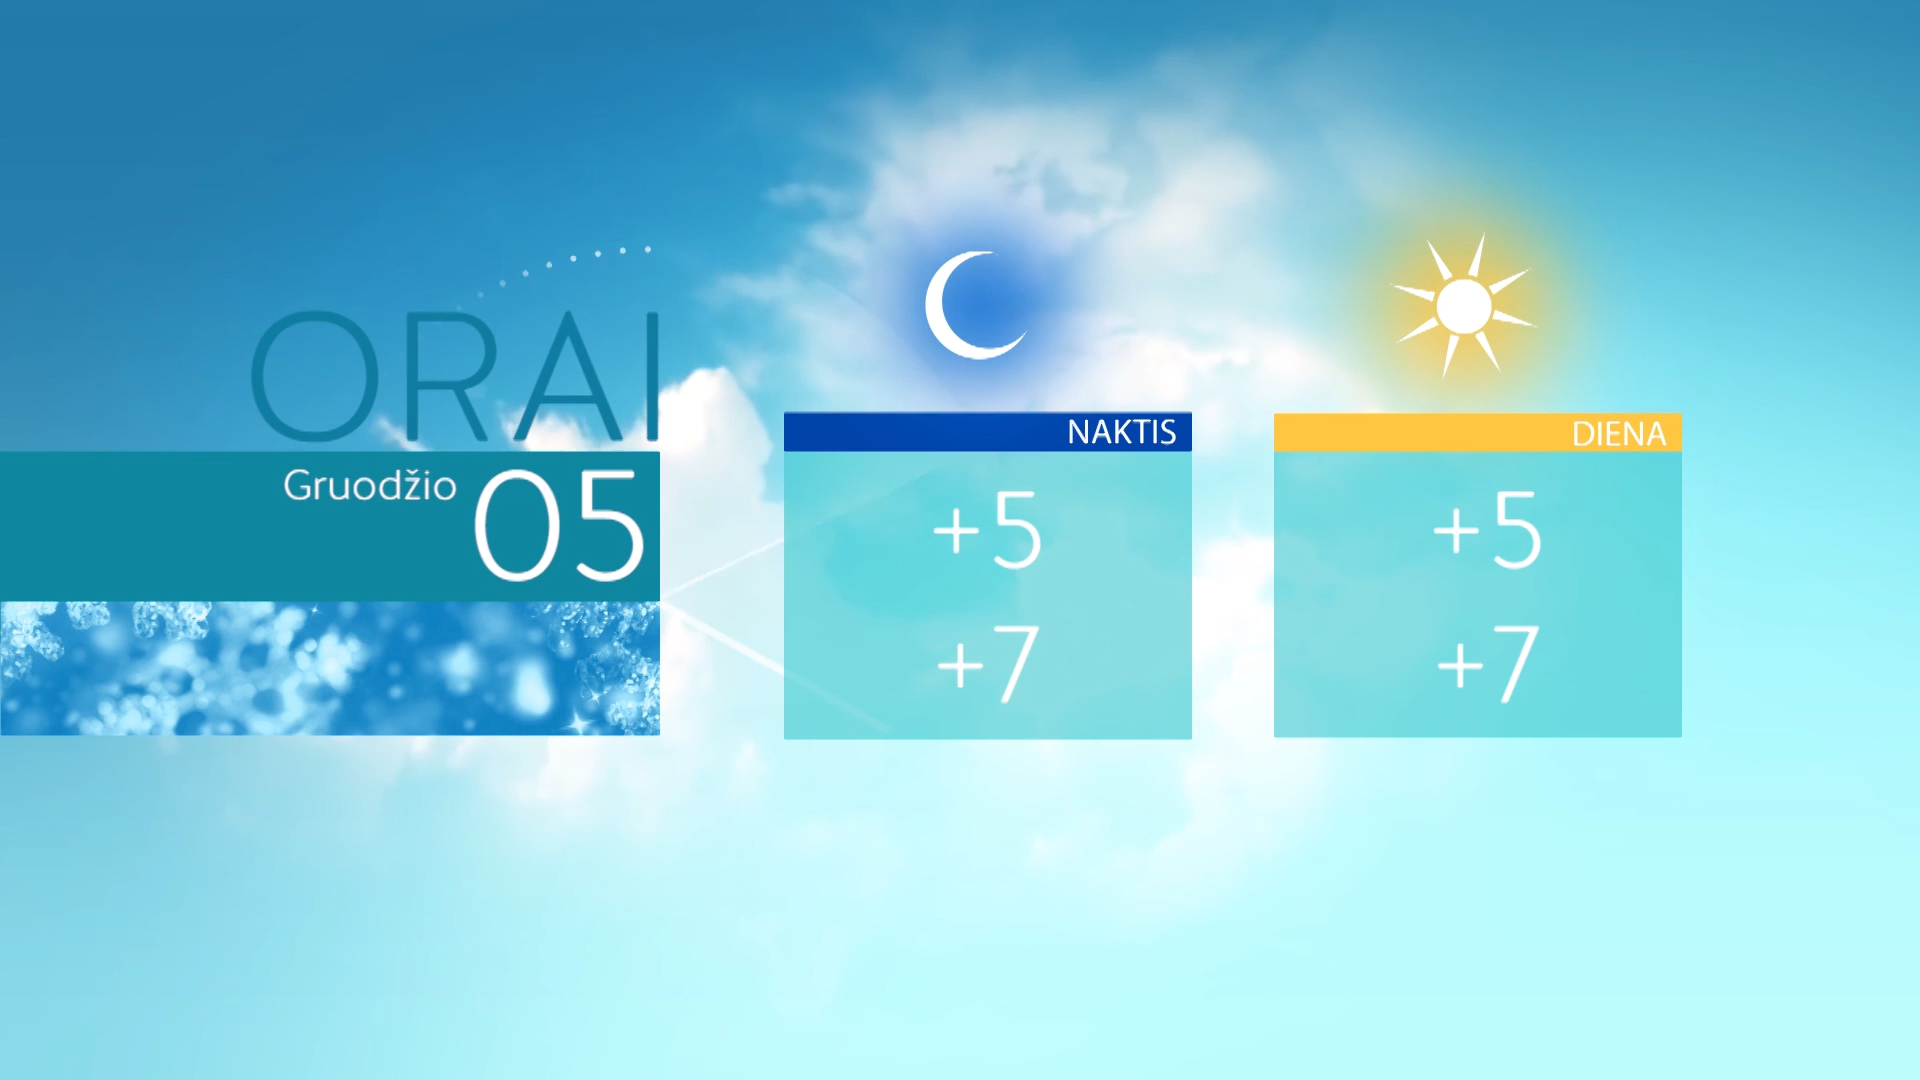 ORAI
Gruodžio 05
NAKTIS
+5
+7
DIENA
+5
+7